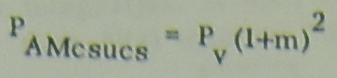 P_AMcsucs = P_v (1+m)^2